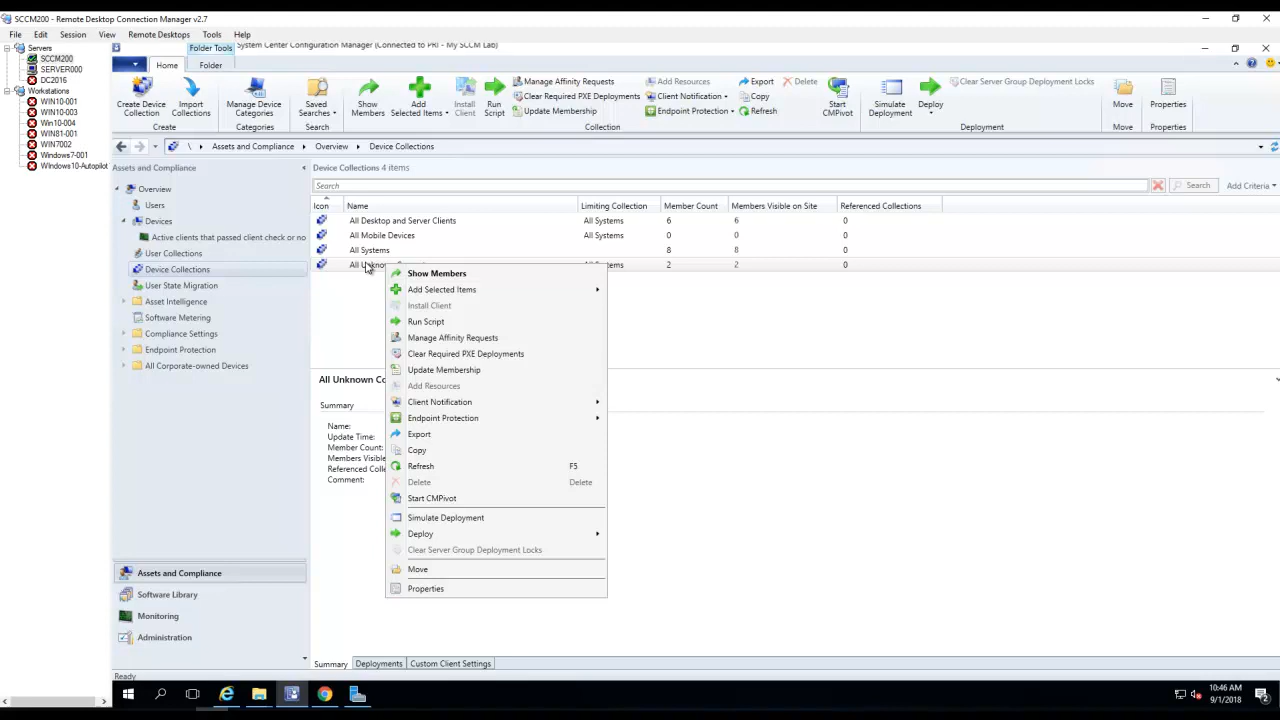 SCCM200 - Remote Desktop Connection Manager v2.7
File Edit Session View Remote Desktops Tools Help
Servers
SCCM200
SERVER000
DC2016
Workstations
WIN10-001
WIN10-003
Win10-004
WIN81-001
WIN7002
Windows7-001
Windows10-Autopilot
Folder Tools System Center Configuration Manager (Connected to PRI - My SCCM Lab)
Home Folder
Create Device Collection
Import Collections
Create
Manage Device Categories
Categories
Saved Searches
Search
Show Members
Add Selected Items
Install Client
Run Script
Manage Affinity Requests
Clear Required PXE Deployments
Update Membership
Add Resources
Client Notification
Endpoint Protection
Export
Copy
Refresh
Delete
Start CMPivot
Collection
Simulate Deployment
Deploy
Clear Server Group Deployment Locks
Deployment
Move
Move
Properties
Properties
\ Overview
Assets and Compliance Overview Device Collections
Assets and Compliance
Overview
Users
Devices
Active clients that passed client check or no
User Collections
Device Collections
User State Migration
Asset Intelligence
Software Metering
Compliance Settings
Endpoint Protection
All Corporate-owned Devices
Assets and Compliance
Software Library
Monitoring
Administration
Device Collections 4 items
Search Search Add Criteria
Icon Name Limiting Collection Member Count Members Visible on Site Referenced Collections
All Desktop and Server Clients All Systems 6 6 0
All Mobile Devices All Systems 0 0 0
All Systems 8 8 0
All 2 2 0
Show Members
Add Selected Items
Install Client
Run Script
Manage Affinity Requests
Clear Required PXE Deployments
Update Membership
Add Resources
Client Notification
Endpoint Protection
Export
Copy
Refresh F5
Delete Delete
Start CMPivot
Simulate Deployment
Deploy
Clear Server Group Deployment Locks
Move
Properties
All Unknown Co
Summary
Name:
Update Time:
Member Count:
Members Visible
Referenced Colle
Comment:
Summary Deployments Custom Client Settings
Ready
10:46 AM
9/1/2018
2